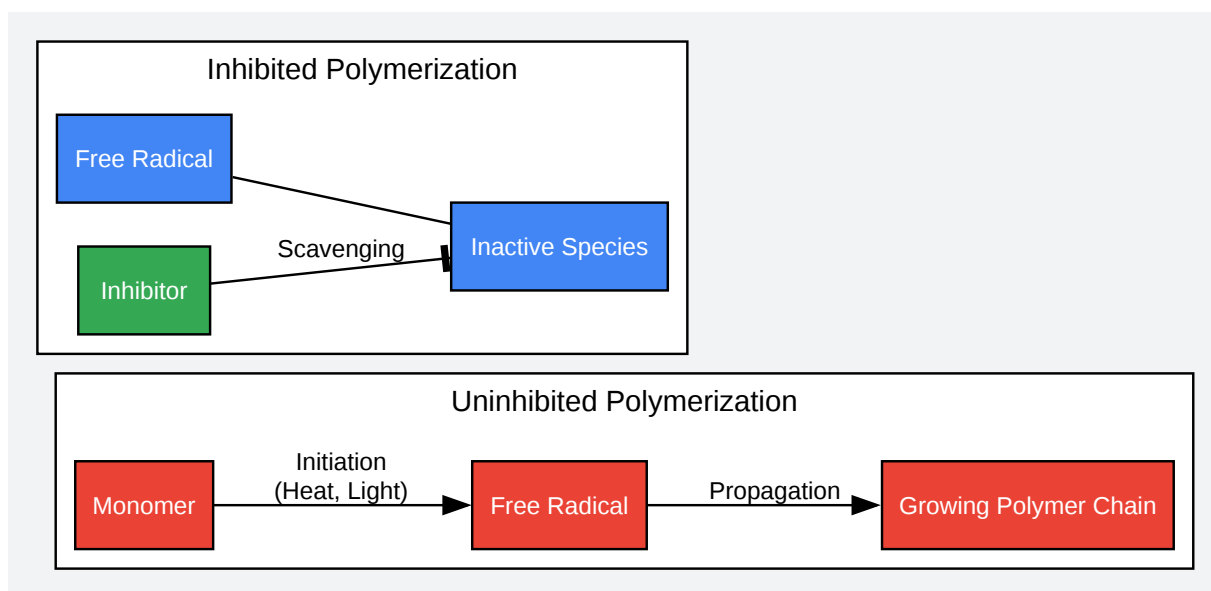 Inhibited Polymerization
Free Radical
Scavenging
Inactive Species
Inhibitor
Uninhibited Polymerization
Monomer
Initiation
(Heat, Light)
Free Radical
Propagation
Growing Polymer Chain